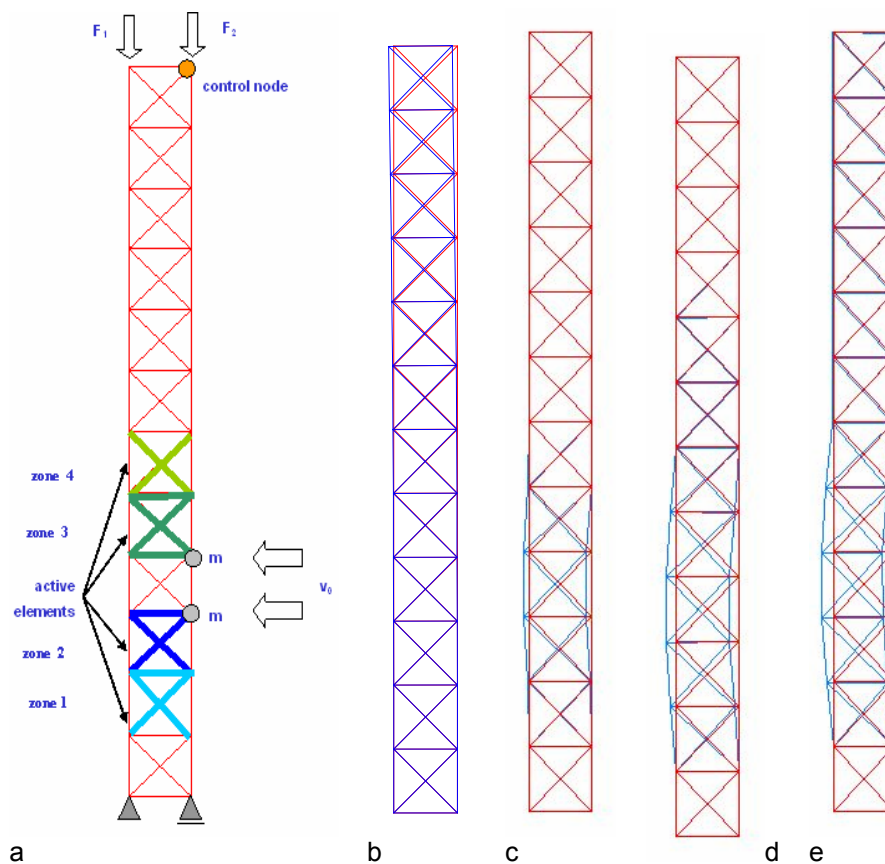 F1 F2
control node
zone 4
zone 3
m
active
elements
v0
m
zone 2
zone 1
a b c d e